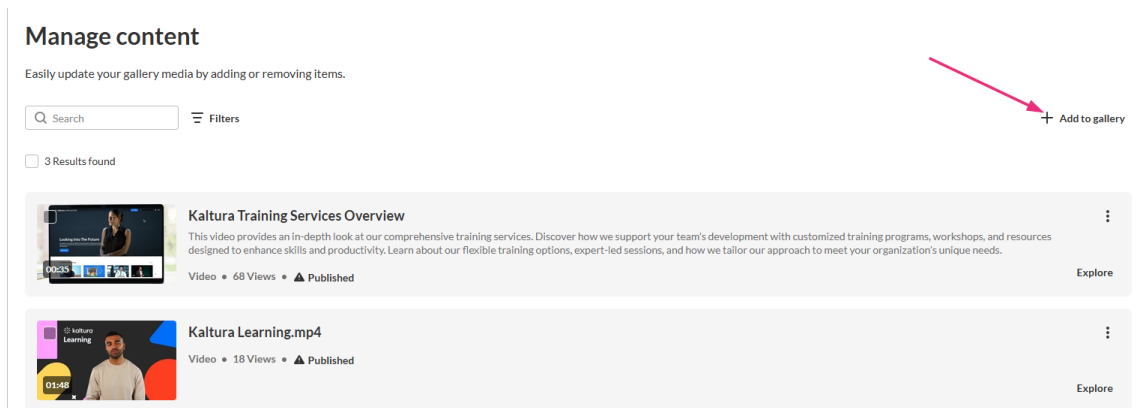 Manage content
Easily update your gallery media by adding or removing items.
Search
Filters
Add to gallery
3 Results found
Looking Into The Future
00:35
Kaltura Training Services Overview
This video provides an in-depth look at our comprehensive training services. Discover how we support your team's development with customized training programs, workshops, and resources
designed to enhance skills and productivity. Learn about our flexible training options, expert-led sessions, and how we tailor our approach to meet your organization's unique needs.
Video • 68 Views • Published
Explore
kaltura
Learning
01:48
Kaltura Learning.mp4
Video • 18 Views • Published
Explore